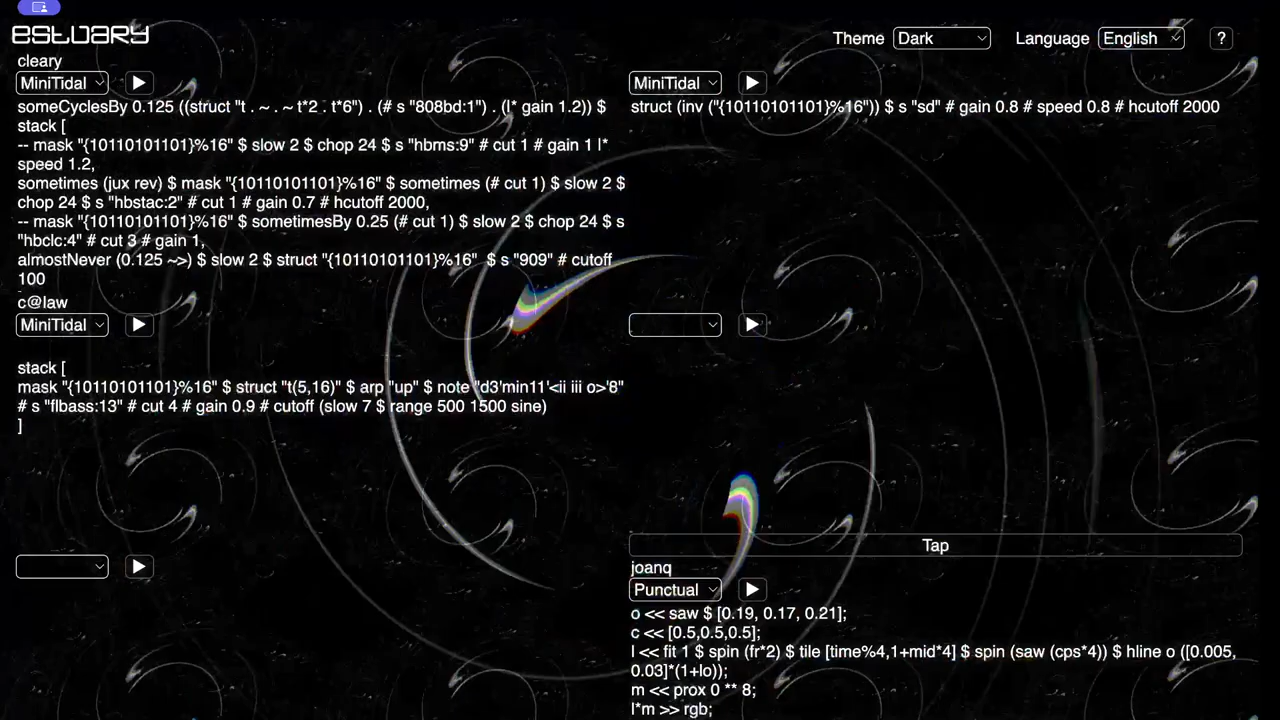 estuary
Theme Dark Language English ?
cleary
MiniTidal
someCyclesBy 0.125 ((struct "t . ~ . ~ t*2 . t*6") . (# s "808bd:1") . (|* gain 1.2)) $
stack [
-- mask "{10110101101}%16" $ slow 2 $ chop 24 $ s "hbms:9" # cut 1 # gain 1 |*
speed 1.2,
sometimes (jux rev) $ mask "{10110101101}%16" $ sometimes (# cut 1) $ slow 2 $
chop 24 $ s "hbstac:2" # cut 1 # gain 0.7 # hcutoff 2000,
-- mask "{10110101101}%16" $ sometimesBy 0.25 (# cut 1) $ slow 2 $ chop 24 $ s
"hbclc:4" # cut 3 # gain 1,
almostNever (0.125 ~>) $ slow 2 $ struct "{10110101101}%16"  $ s "909" # cutoff
100
MiniTidal
struct (inv ("{10110101101}%16")) $ s "sd" # gain 0.8 # speed 0.8 # hcutoff 2000
c@law
MiniTidal
stack [
mask "{10110101101}%16" $ struct "t(5,16)" $ arp "up" $ note "d3'min11'<ii iii o>'8"
# s "flbass:13" # cut 4 # gain 0.9 # cutoff (slow 7 $ range 500 1500 sine)
]
Tap
joanq
Punctual
o << saw $ [0.19, 0.17, 0.21];
c << [0.5,0.5,0.5];
l << fit 1 $ spin (fr*2) $ tile [time%4,1+mid*4] $ spin (saw (cps*4)) $ hline o ([0.005,
0.03]*(1+lo));
m << prox 0 ** 8;
l*m >> rgb;